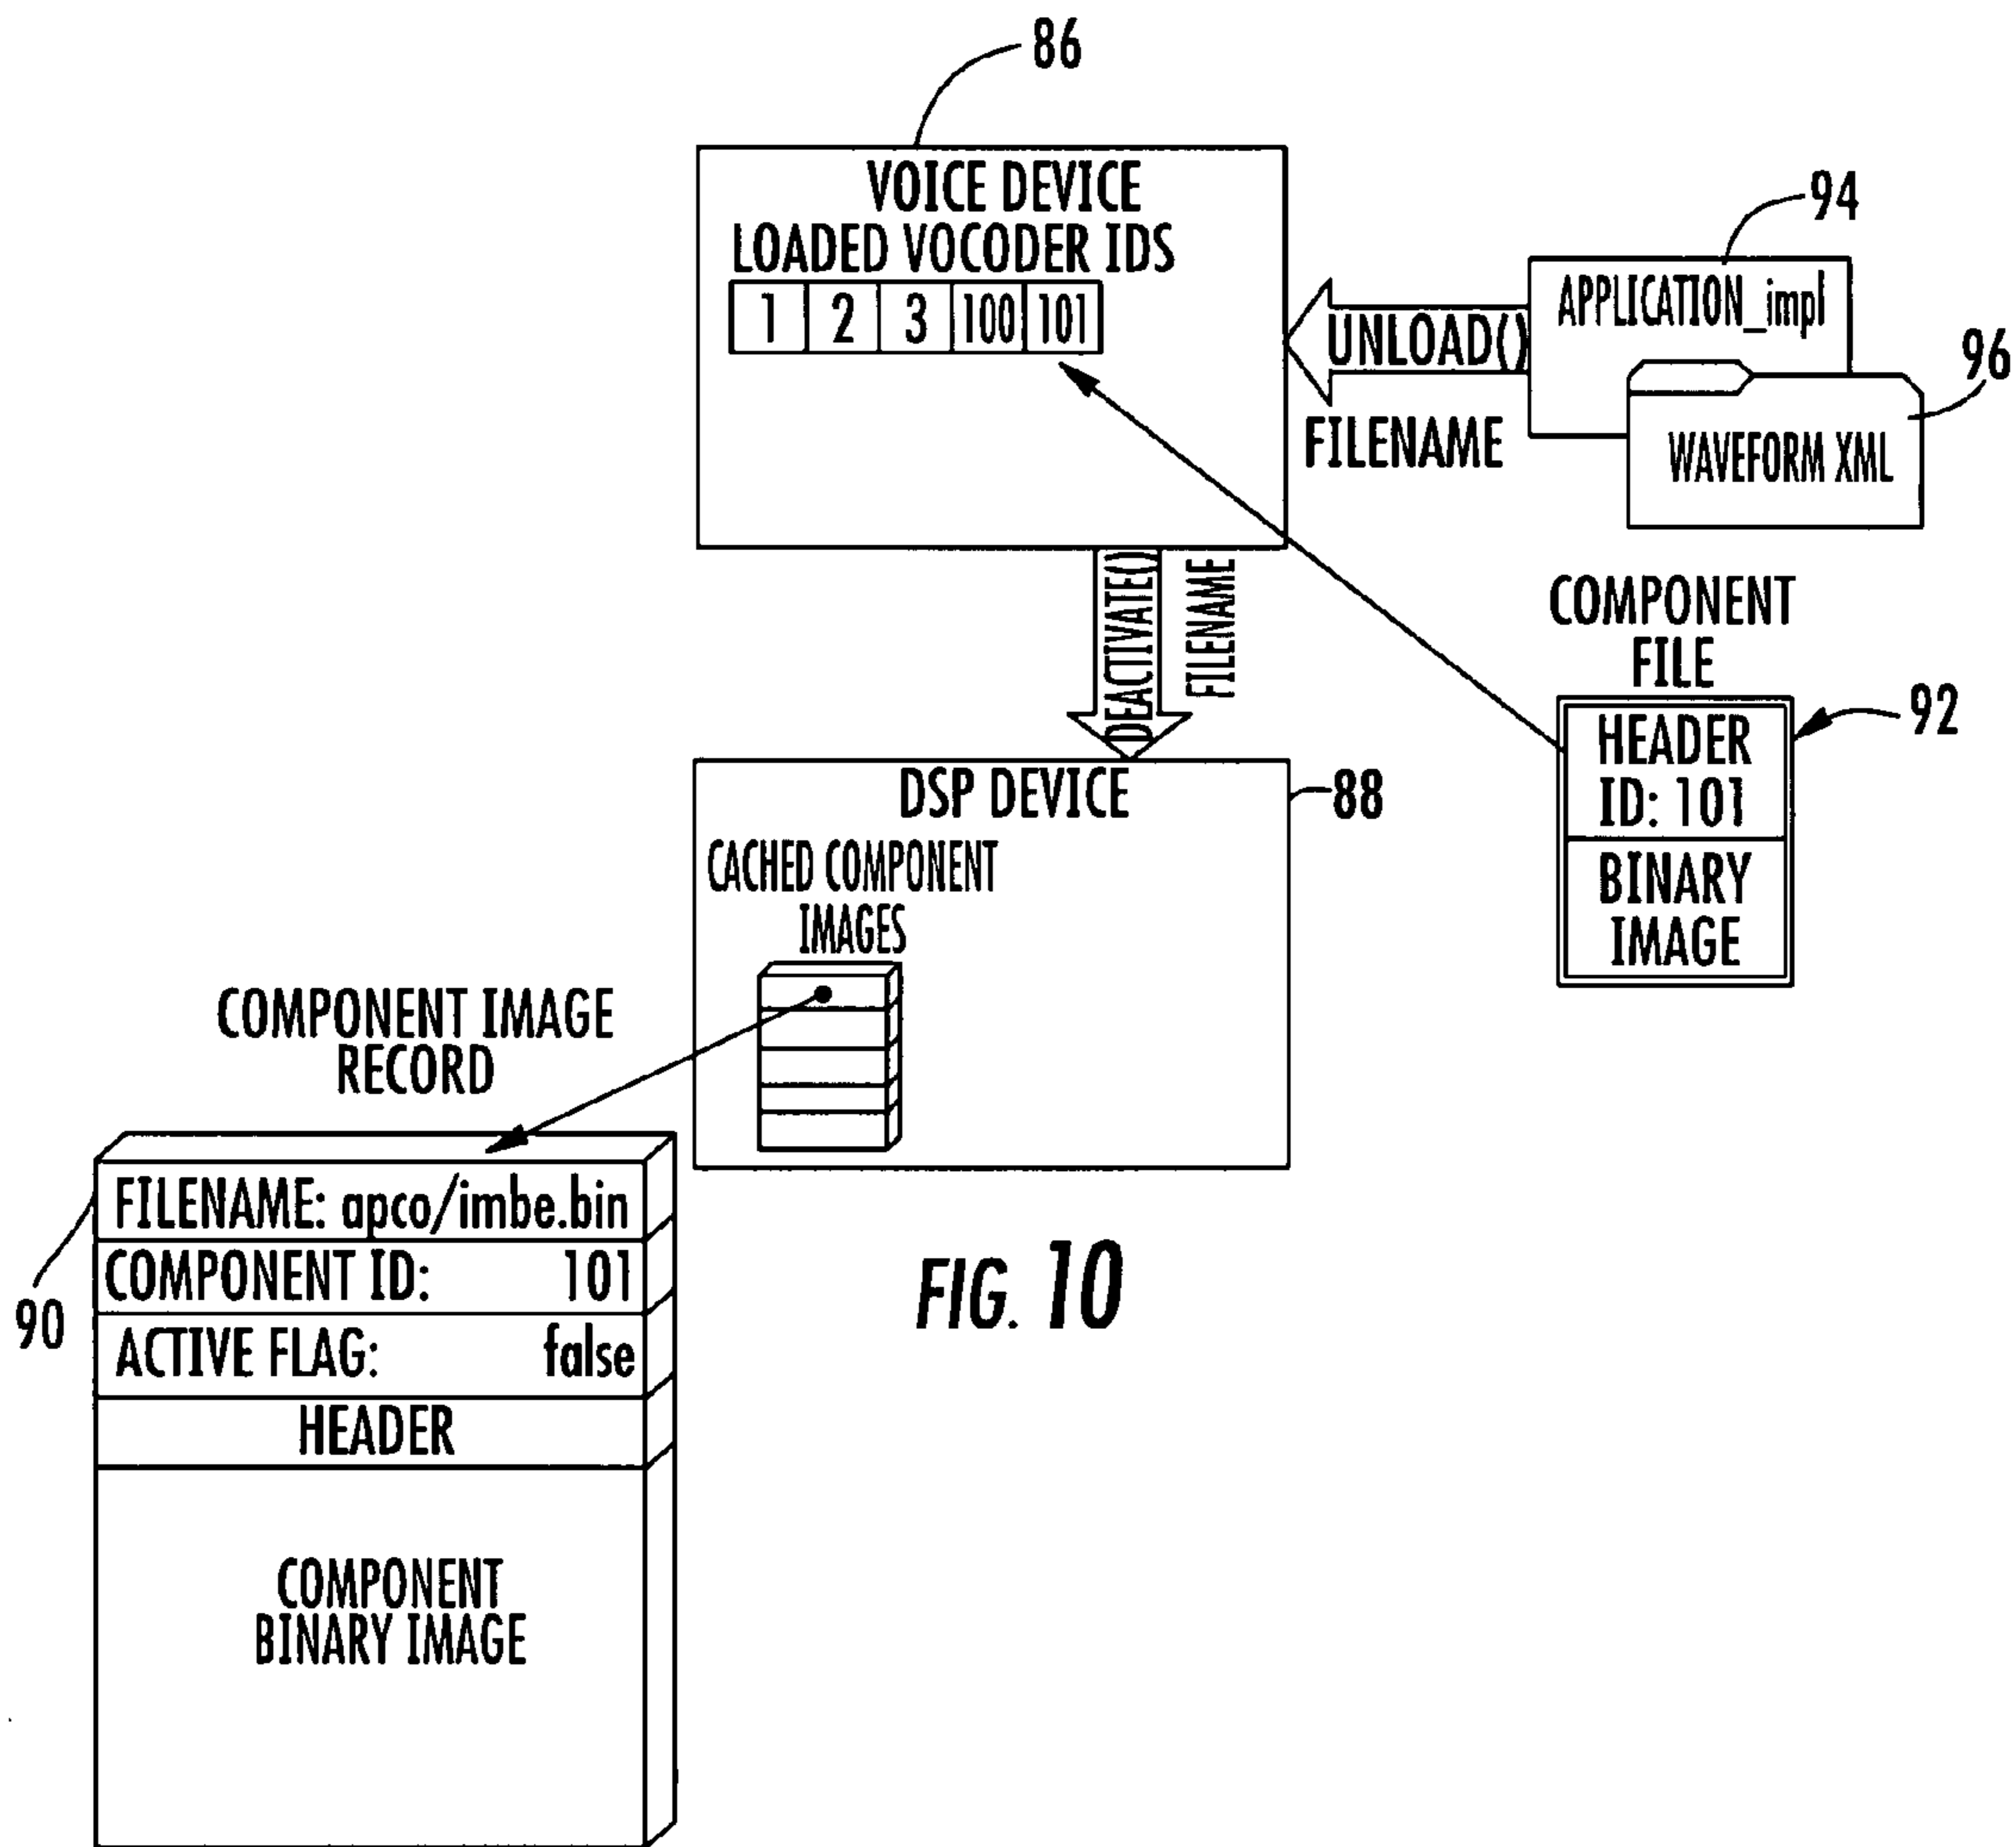 86
VOICE DEVICE
LOADED VOCODER IDS
1 2 3 100 101
94
APPLICATION_impl
UNLOAD()
FILENAME
96
WAVEFORM XML
DEACTIVATE()
FILENAME
COMPONENT
FILE
92
HEADER
ID: 101
BINARY
IMAGE
DSP DEVICE
88
CACHED COMPONENT
IMAGES
COMPONENT IMAGE
RECORD
FILENAME: apco/imbe.bin
COMPONENT ID: 101
ACTIVE FLAG: false
HEADER
COMPONENT
BINARY IMAGE
90
FIG. 10